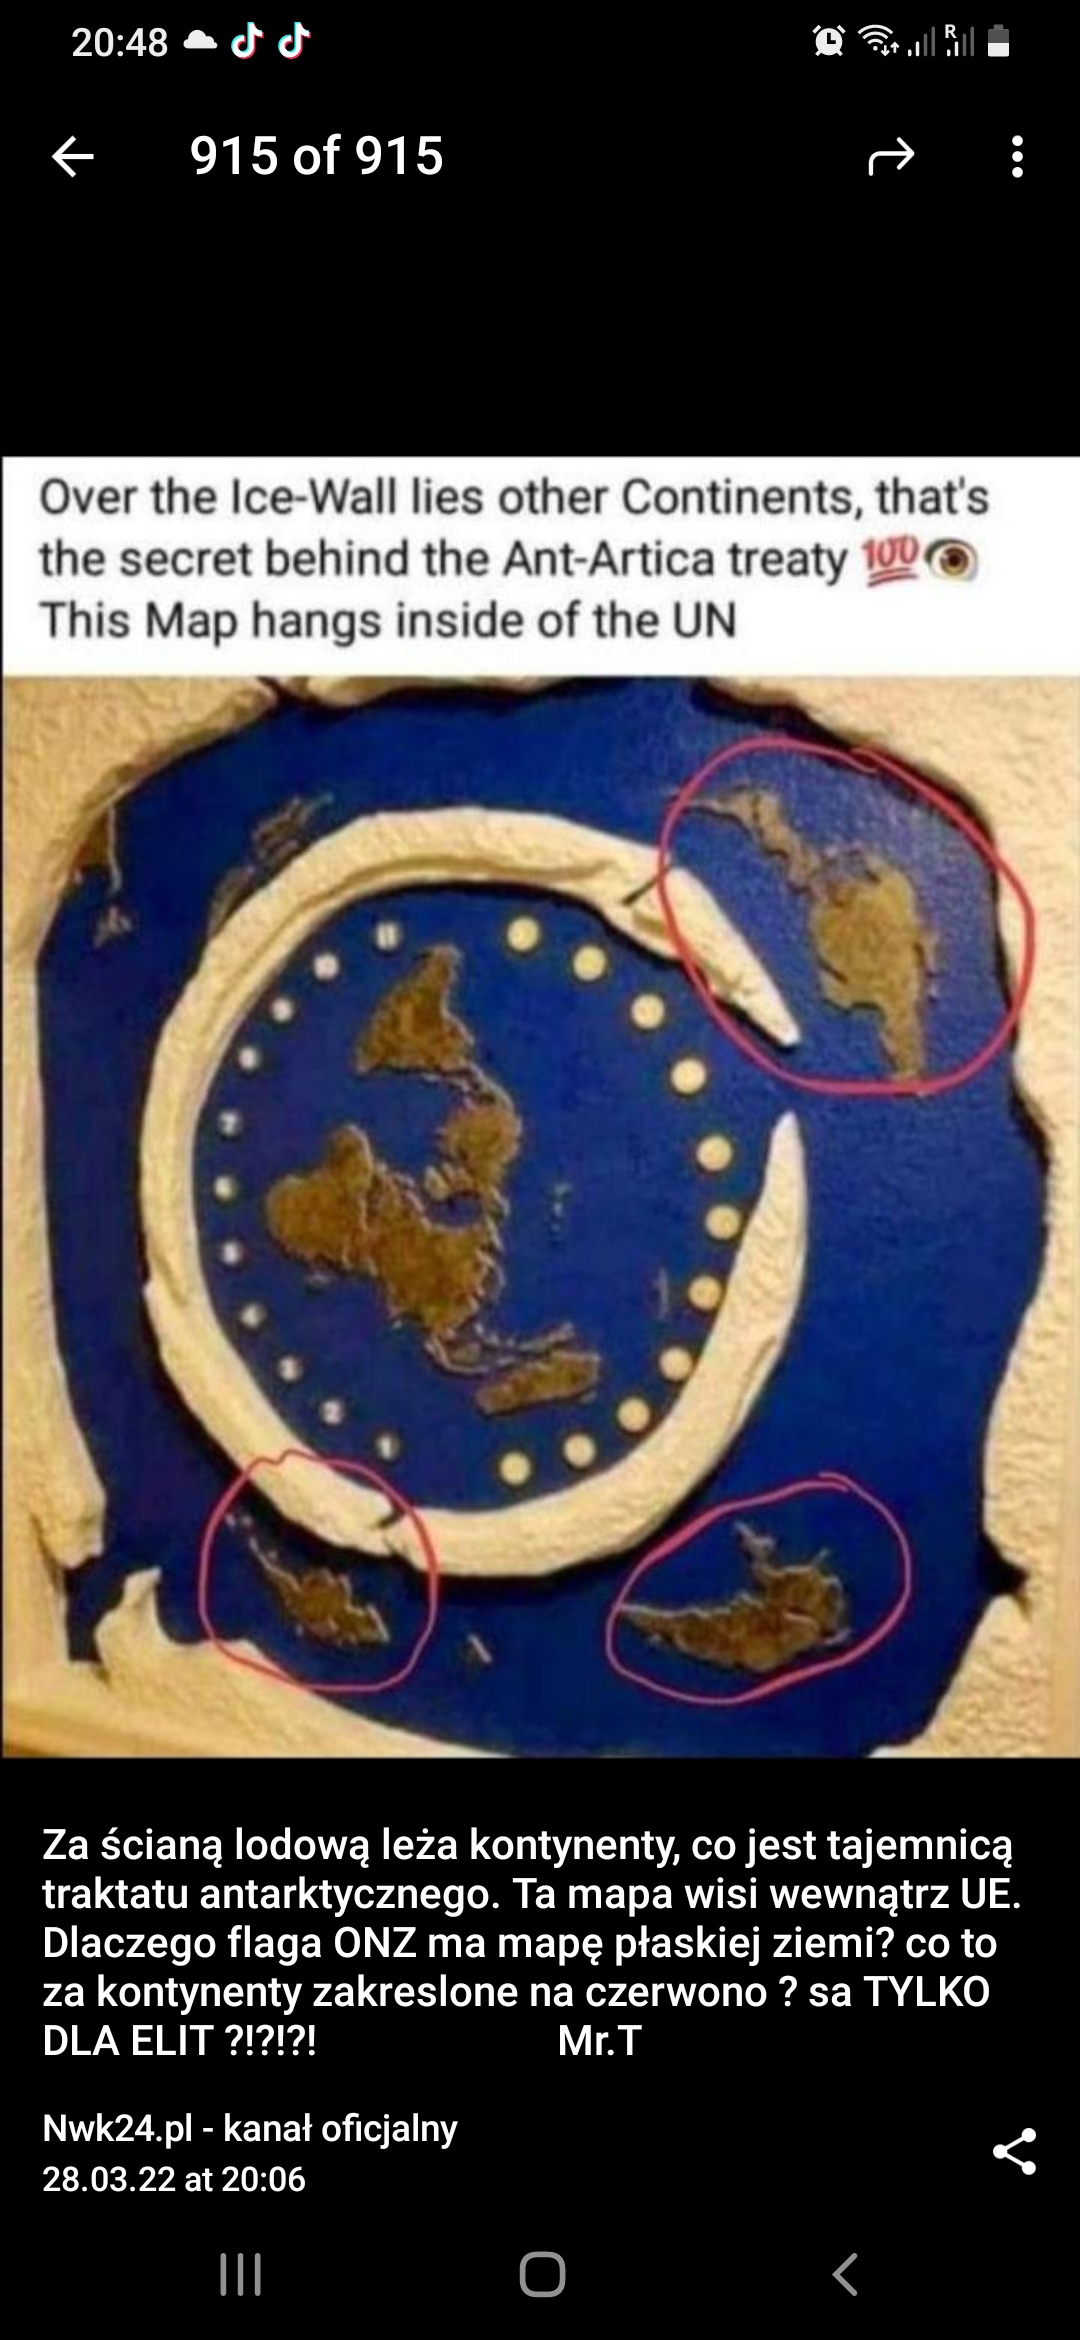 20:48
R
915 of 915
Over the Ice-Wall lies other Continents, that's
the secret behind the Ant-Artica treaty 💯👁
This Map hangs inside of the UN
Za ścianą lodową leża kontynenty, co jest tajemnicą
traktatu antarktycznego. Ta mapa wisi wewnątrz UE.
Dlaczego flaga ONZ ma mapę płaskiej ziemi? co to
za kontynenty zakreslone na czerwono ? sa TYLKO
DLA ELIT ?!?!?! Mr.T
Nwk24.pl - kanał oficjalny
28.03.22 at 20:06